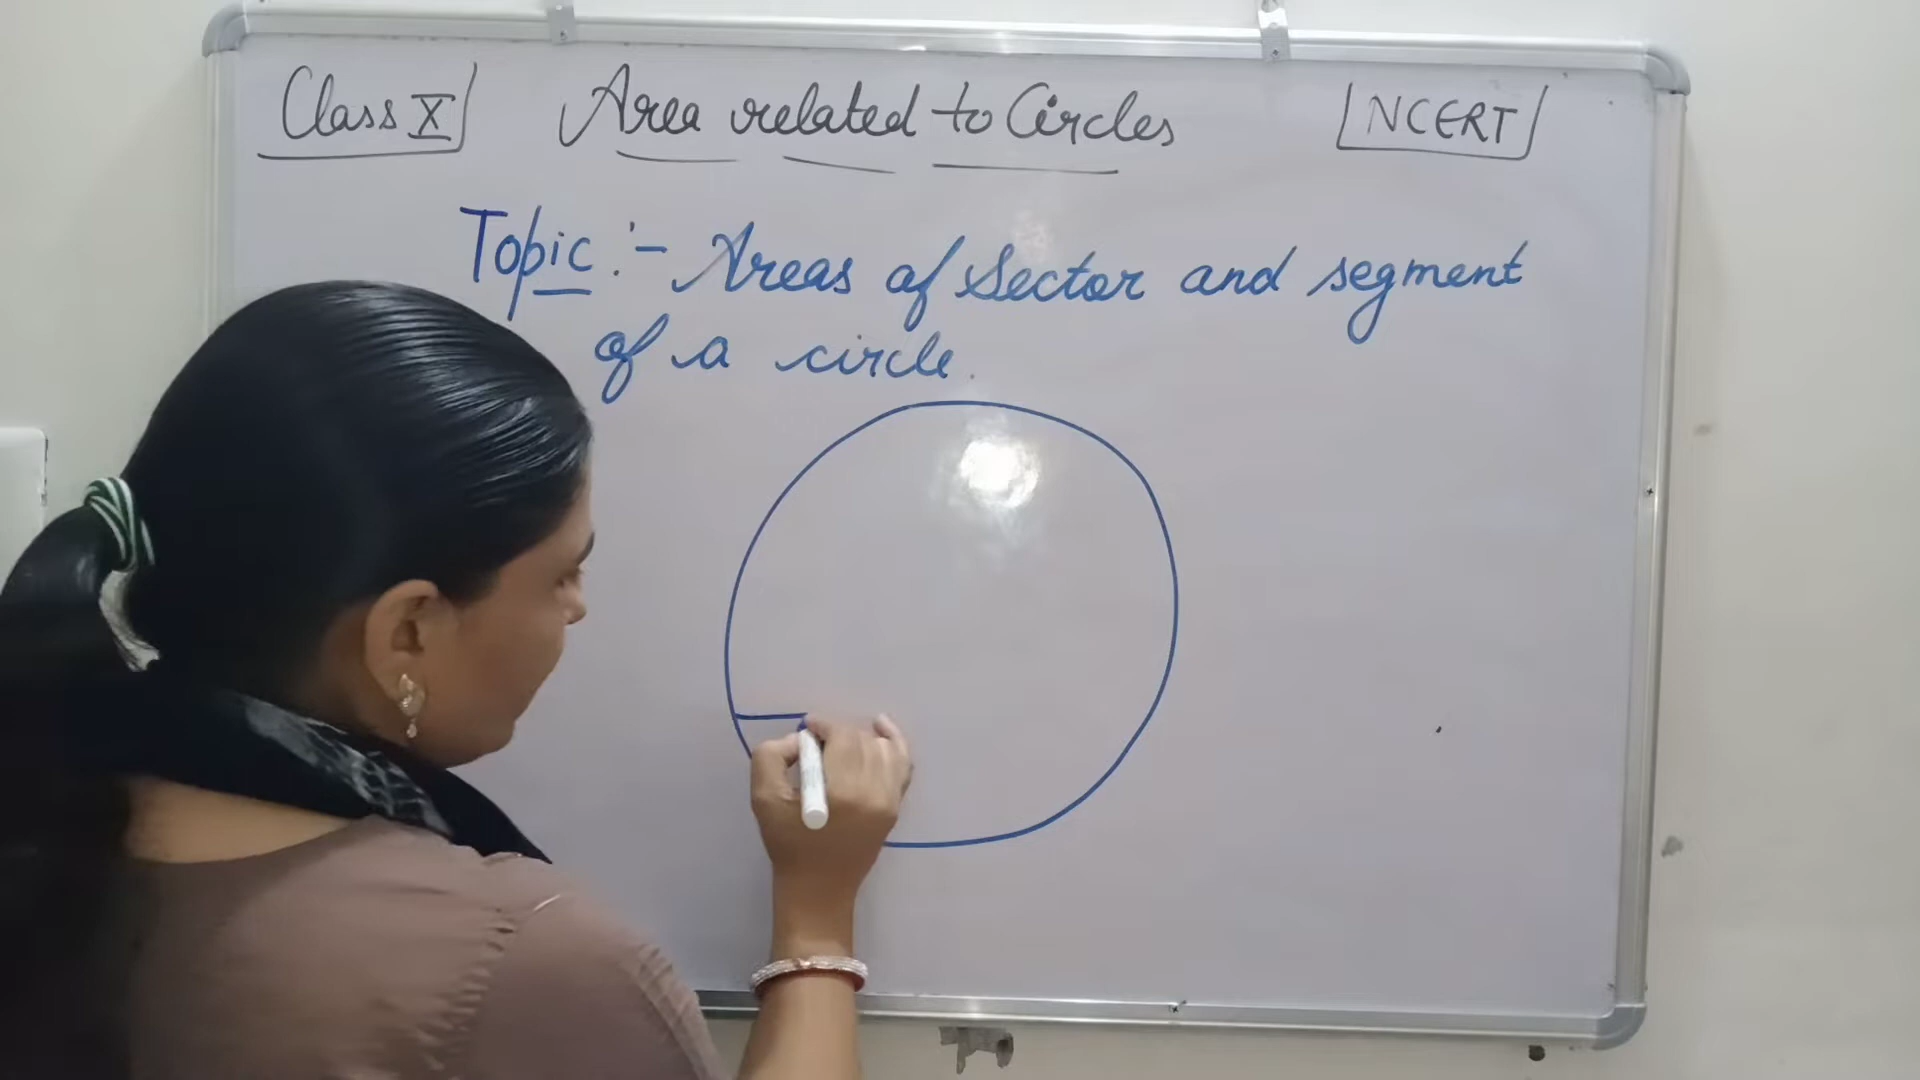 Class X Area related to Circles NCERT
Topic :- Areas of Sector and segment
of a circle.